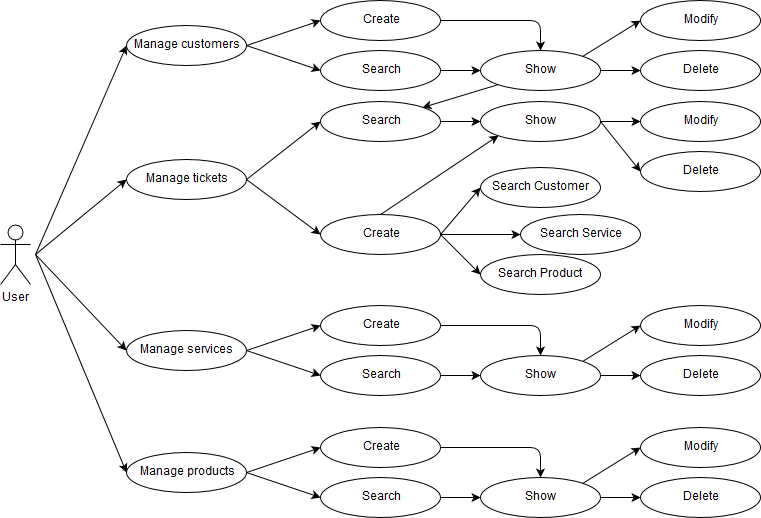 Create
Modify
Manage customers
Search
Show
Delete
Search
Show
Modify
Manage tickets
Delete
Search Customer
Create
Search Service
Search Product
User
Create
Modify
Manage services
Search
Show
Delete
Create
Modify
Manage products
Search
Show
Delete